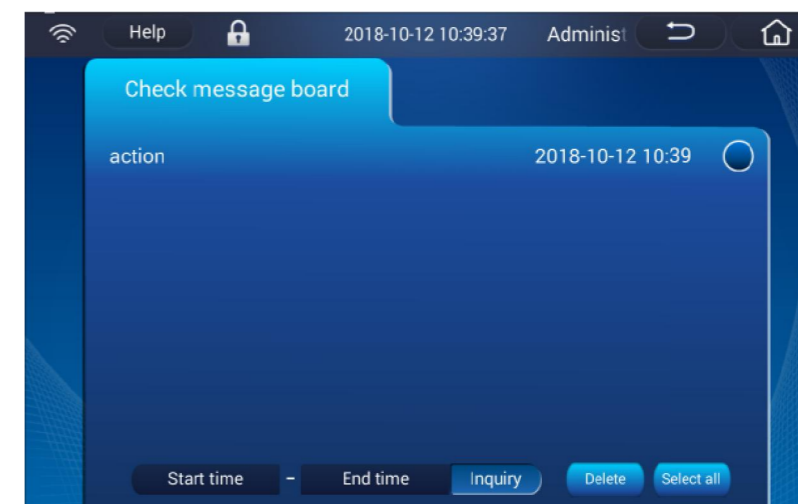 Help 2018-10-12 10:39:37 Administ
Check message board
action 2018-10-12 10:39
Start time - End time Inquiry Delete Select all